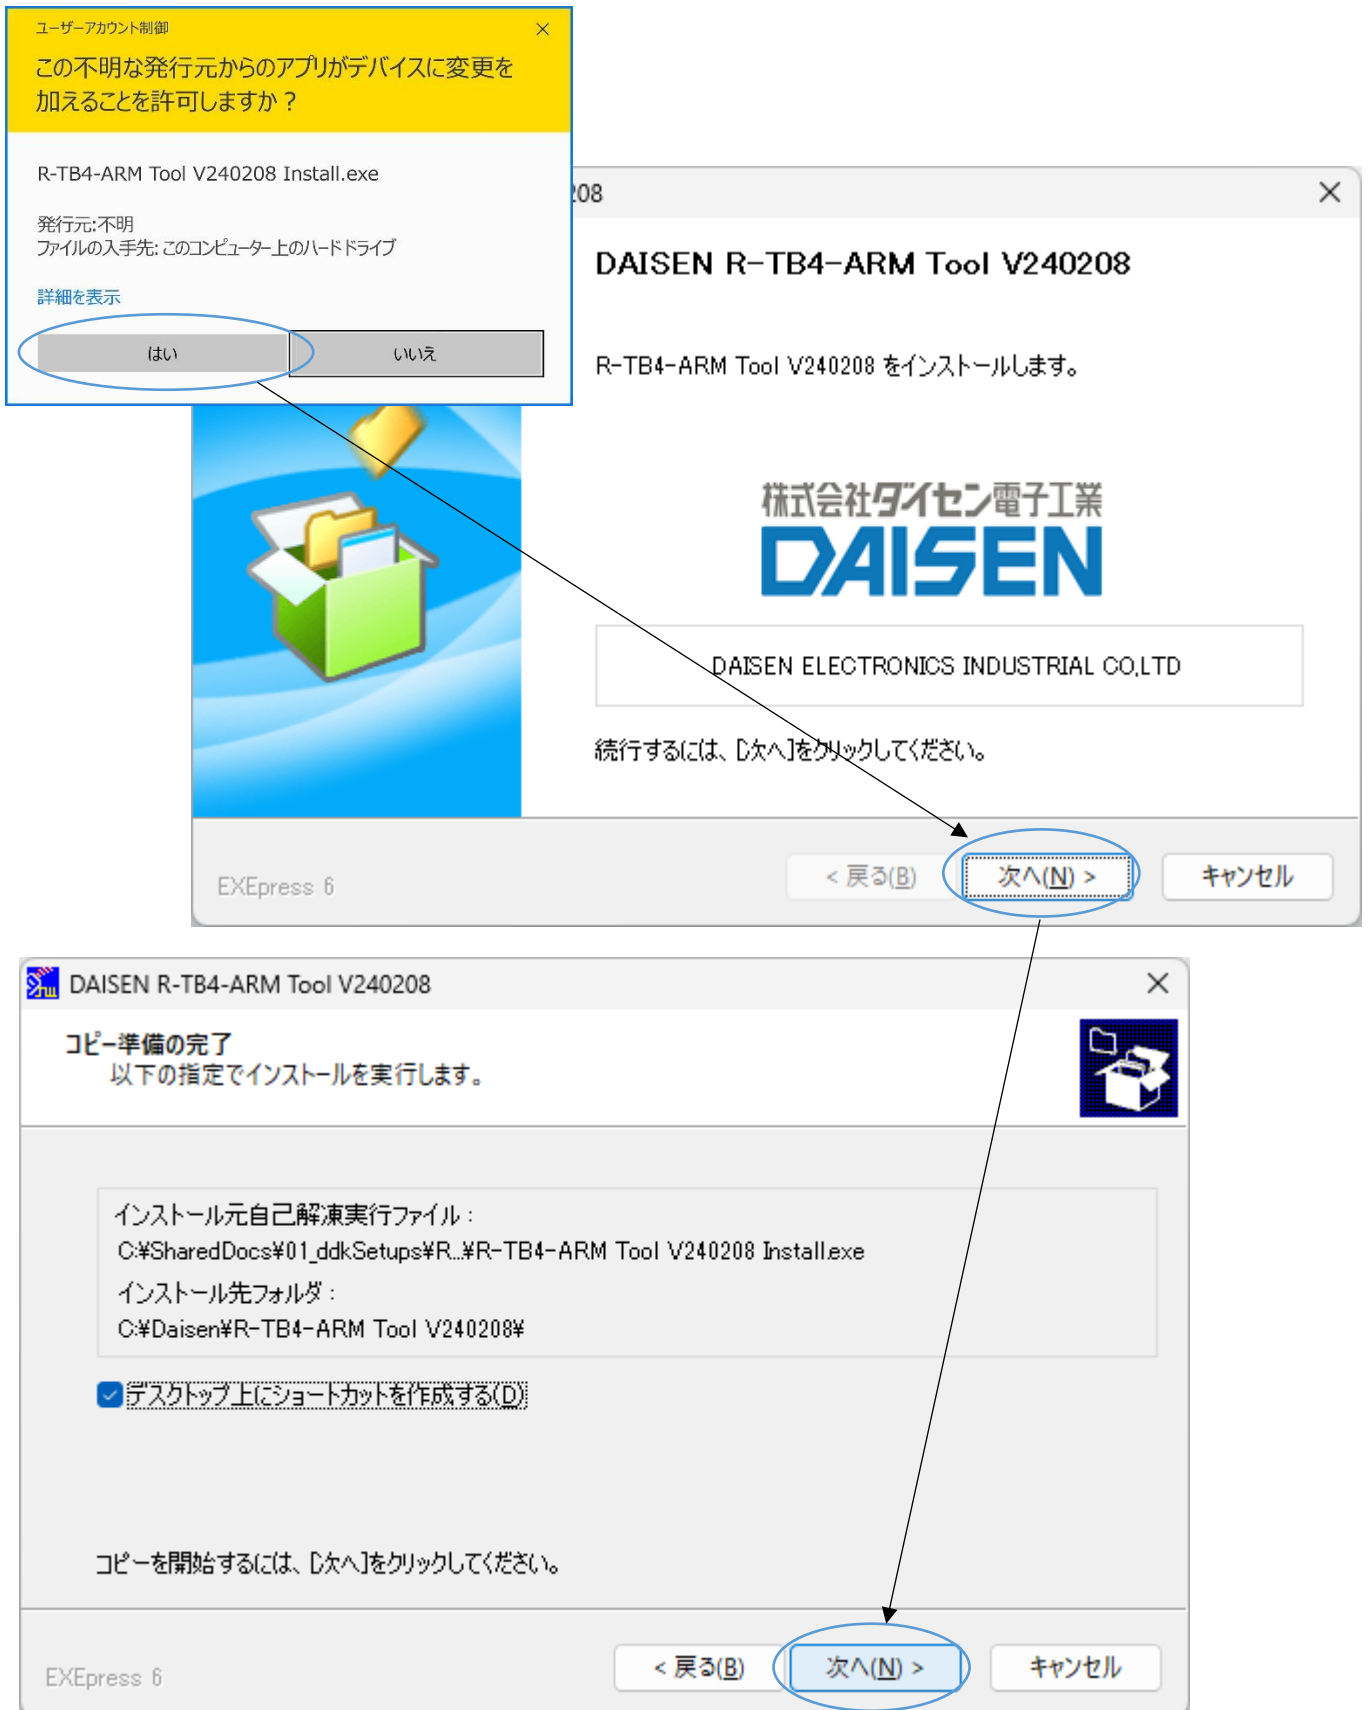 ユーザーアカウント制御
この不明な発行元からのアプリがデバイスに変更を
加えることを許可しますか？
R-TB4-ARM Tool V240208 Install.exe
発行元:不明
ファイルの入手先: このコンピューター上のハードドライブ
詳細を表示
はい
いいえ
208
DAISEN R-TB4-ARM Tool V240208
R-TB4-ARM Tool V240208 をインストールします。
株式会社ダイセン電子工業
DAISEN
DAISEN ELECTRONICS INDUSTRIAL CO,LTD
続行するには、[次へ]をクリックしてください。
EXEpress 6
< 戻る(B)
次へ(N) >
キャンセル
DAISEN R-TB4-ARM Tool V240208
コピー準備の完了
以下の指定でインストールを実行します。
インストール元自己解凍実行ファイル：
C:¥SharedDocs¥01_ddkSetups¥R...¥R-TB4-ARM Tool V240208 Install.exe
インストール先フォルダ：
C:¥Daisen¥R-TB4-ARM Tool V240208¥
デスクトップ上にショートカットを作成する(D)
コピーを開始するには、[次へ]をクリックしてください。
EXEpress 6
< 戻る(B)
次へ(N) >
キャンセル